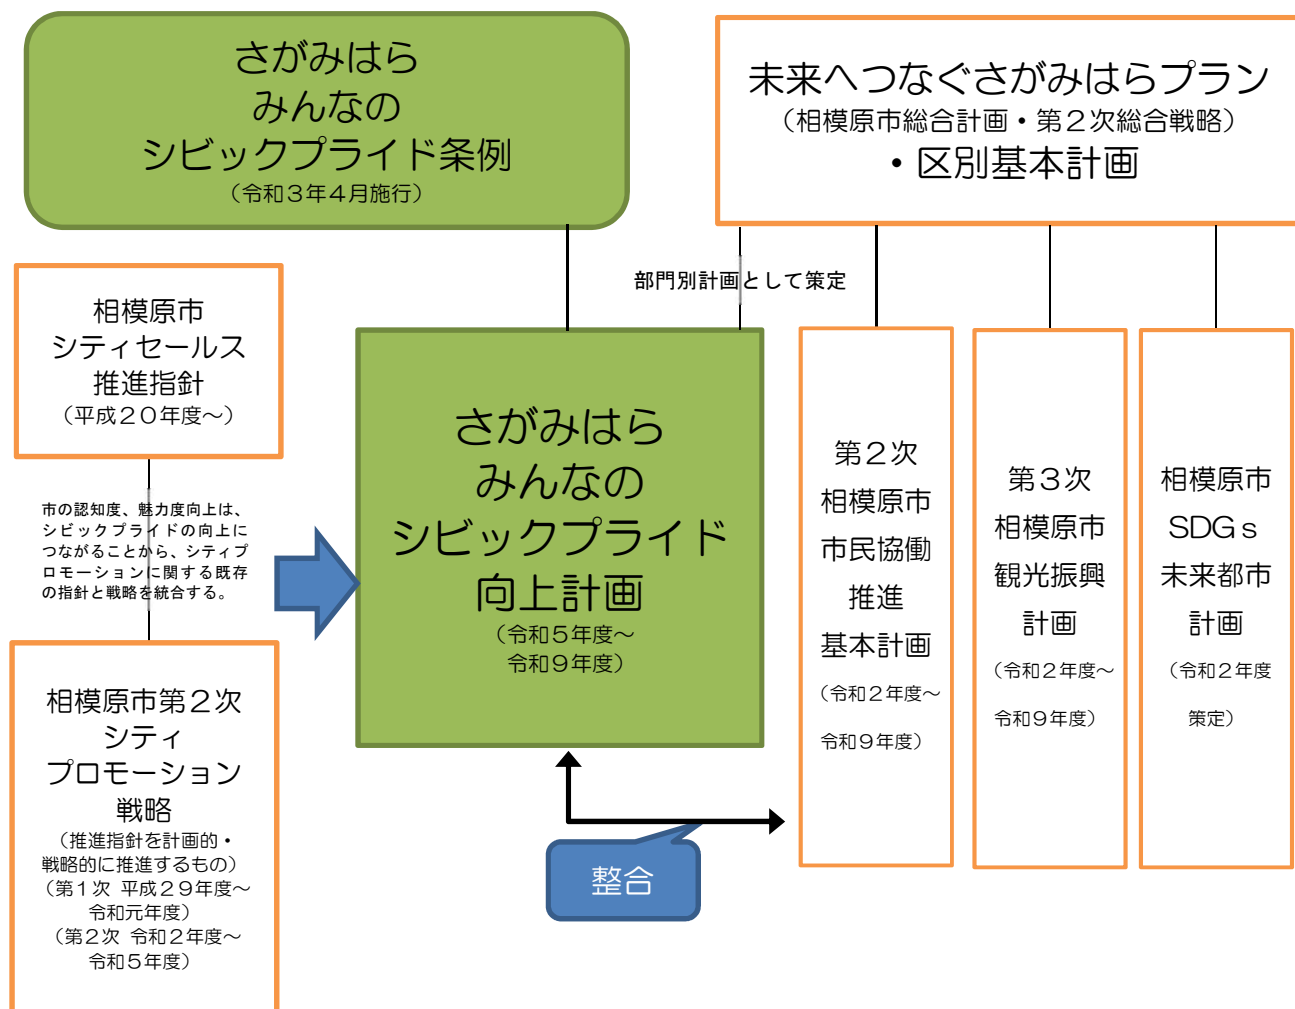 さがみはら
みんなの
シビックプライド条例
（令和３年４月施行）
未来へつなぐさがみはらプラン
（相模原市総合計画・第２次総合戦略）
・区別基本計画
部門別計画として策定
相模原市
シティセールス
推進指針
（平成２０年度～）
市の認知度、魅力度向上は、
シビックプライドの向上に
つながることから、シティプ
ロモーションに関する既存
の指針と戦略を統合する。
相模原市第２次
シティ
プロモーション
戦略
（推進指針を計画的・
戦略的に推進するもの）
（第１次 平成２９年度～
令和元年度）
（第２次 令和２年度～
令和５年度）
さがみはら
みんなの
シビックプライド
向上計画
（令和５年度～
令和９年度）
整合
第２次
相模原市
市民協働
推進
基本計画
（令和２年度～
令和９年度）
第３次
相模原市
観光振興
計画
（令和２年度～
令和９年度）
相模原市
SDGｓ
未来都市
計画
（令和２年度
策定）